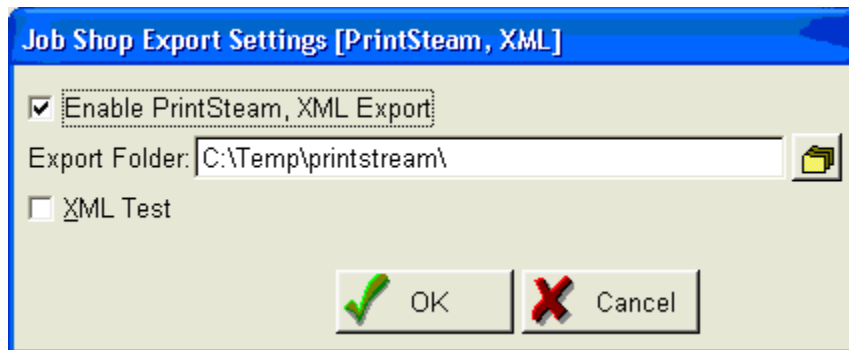 Job Shop Export Settings [PrintSteam, XML]
Enable PrintSteam, XML Export
Export Folder: C:\Temp\printstream\
XML Test
OK Cancel